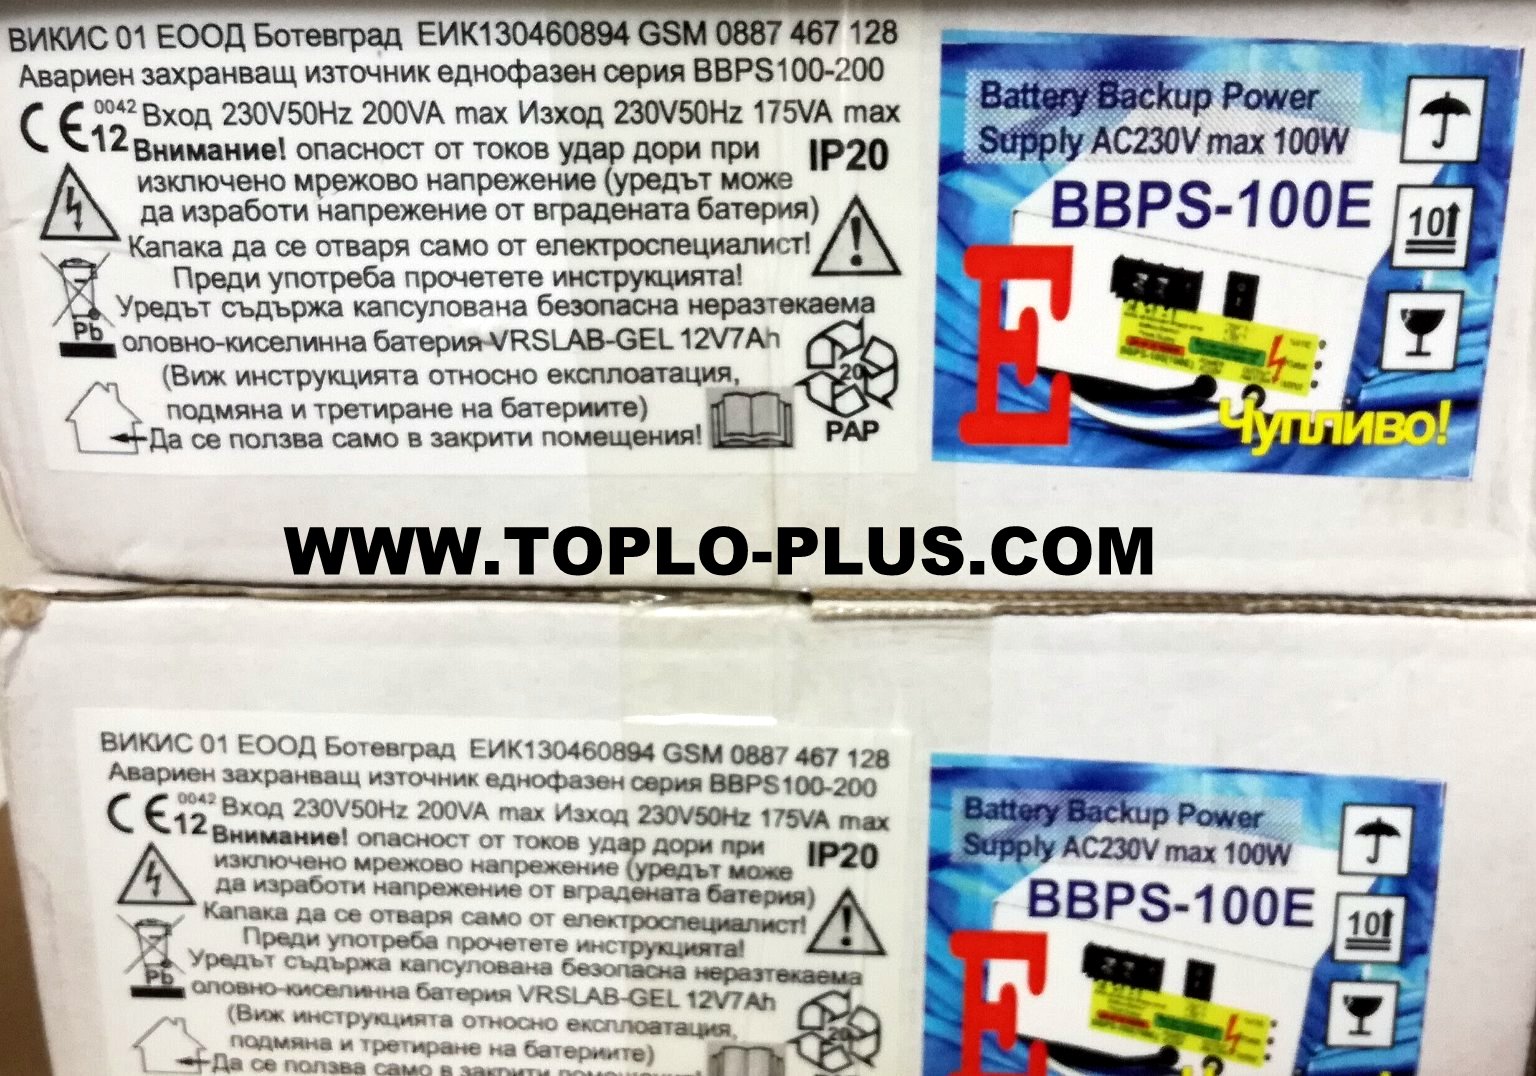 ВИКИС 01 ЕООД Ботевград ЕИК130460894 GSM 0887 467 128
Авариен захранващ източник еднофазен серия BBPS100-200
CE 0042 12 Вход 230V50Hz 200VA max Изход 230V50Hz 175VA max
Внимание! опасност от токов удар дори при
IP20
изключено мрежово напрежение (уредът може
да изработи напрежение от вградената батерия)
Капака да се отваря само от електроспециалист!
Преди употреба прочетете инструкцията!
Уредът съдържа капсулована безопасна неразтекаема
Pb
оловно-киселинна батерия VRSLAB-GEL 12V7Ah
(Виж инструкцията относно експлоатация,
20
подмяна и третиране на батериите)
Да се ползва само в закрити помещения!
PAP
Battery Backup Power
Supply AC230V max 100W
BBPS-100E
10
E
Чупливо!
WWW.TOPLO-PLUS.COM
ВИКИС 01 ЕООД Ботевград ЕИК130460894 GSM 0887 467 128
Авариен захранващ източник еднофазен серия BBPS100-200
CE 0042 12 Вход 230V50Hz 200VA max Изход 230V50Hz 175VA max
Внимание! опасност от токов удар дори при
IP20
изключено мрежово напрежение (уредът може
да изработи напрежение от вградената батерия)
Капака да се отваря само от електроспециалист!
Преди употреба прочетете инструкцията!
Уредът съдържа капсулована безопасна неразтекаема
Pb
оловно-киселинна батерия VRSLAB-GEL 12V7Ah
(Виж инструкцията относно експлоатация,
20
подмяна и третиране на батериите)
Да се ползва само в закрити помещения!
Battery Backup Power
Supply AC230V max 100W
BBPS-100E
10
E